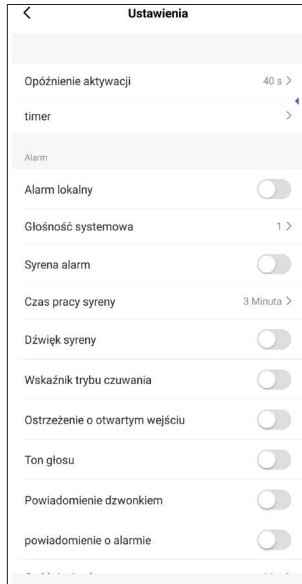 Ustawienia
Opóźnienie aktywacji 40 s >
timer >
Alarm
Alarm lokalny
Głośność systemowa 1 >
Syrena alarm
Czas pracy syreny 3 Minuta >
Dźwięk syreny
Wskaźnik trybu czuwania
Ostrzeżenie o otwartym wejściu
Ton głosu
Powiadomienie dzwonkiem
powiadomienie o alarmie